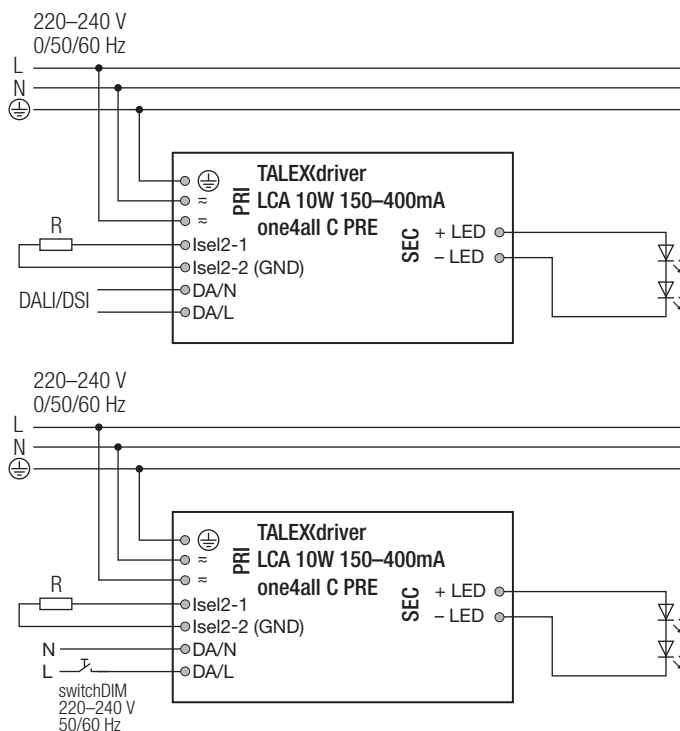 220–240 V
0/50/60 Hz
L
N
TALEXXdriver
PRI
≂
LCA 10W 150–400mA
≂
one4all C PRE
R
Isel2-1
SEC
+ LED
Isel2-2 (GND)
– LED
DALI/DSI
DA/N
DA/L
220–240 V
0/50/60 Hz
L
N
TALEXXdriver
PRI
≂
LCA 10W 150–400mA
≂
one4all C PRE
R
Isel2-1
SEC
+ LED
Isel2-2 (GND)
– LED
N
DA/N
L
DA/L
switchDIM
220–240 V
50/60 Hz